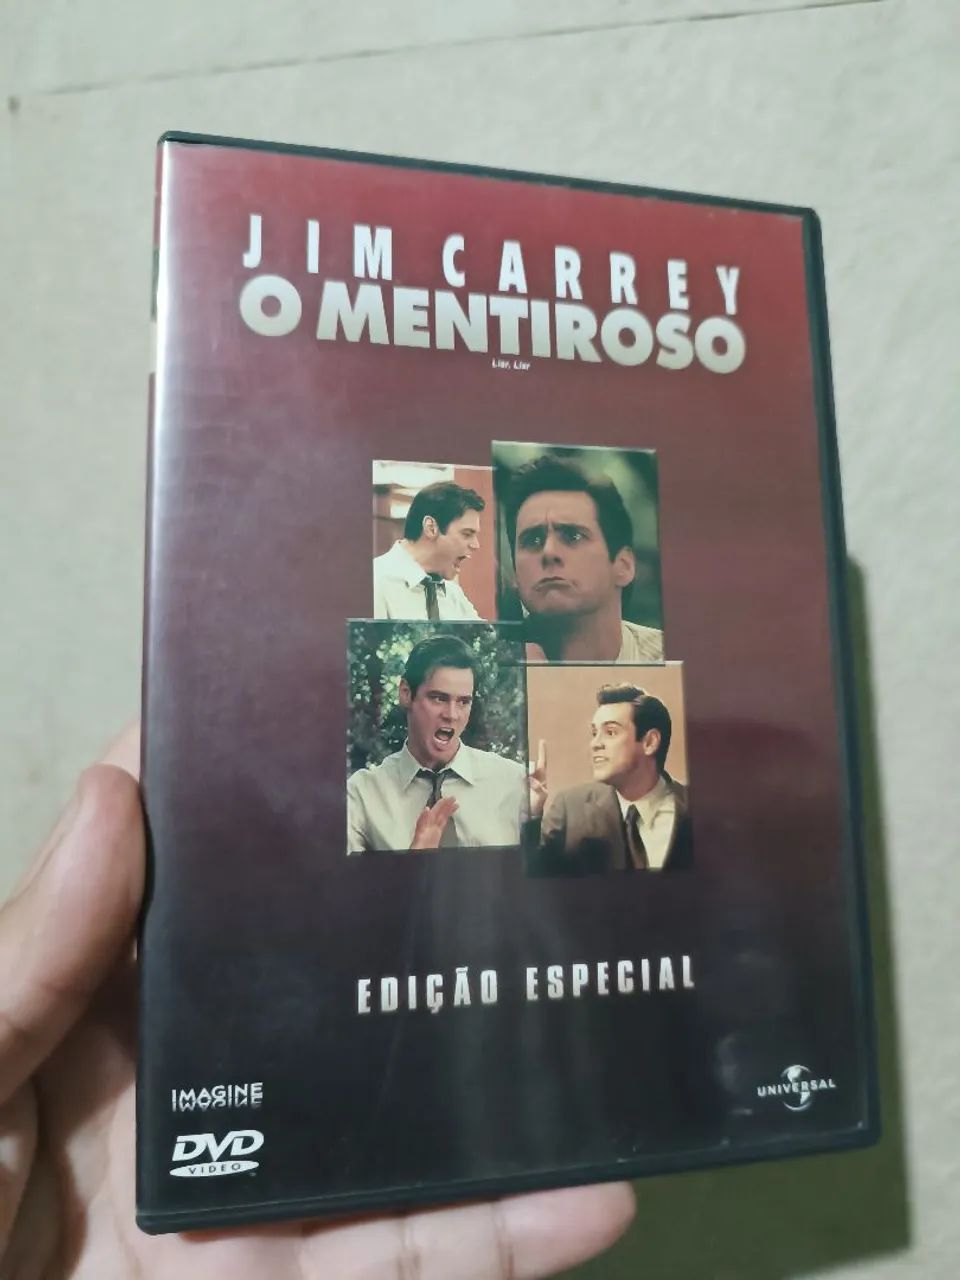 JIM CARREY
O MENTIROSO
Liar, Liar
EDIÇÃO ESPECIAL
IMAGINE
UNIVERSAL
DVD
VIDEO